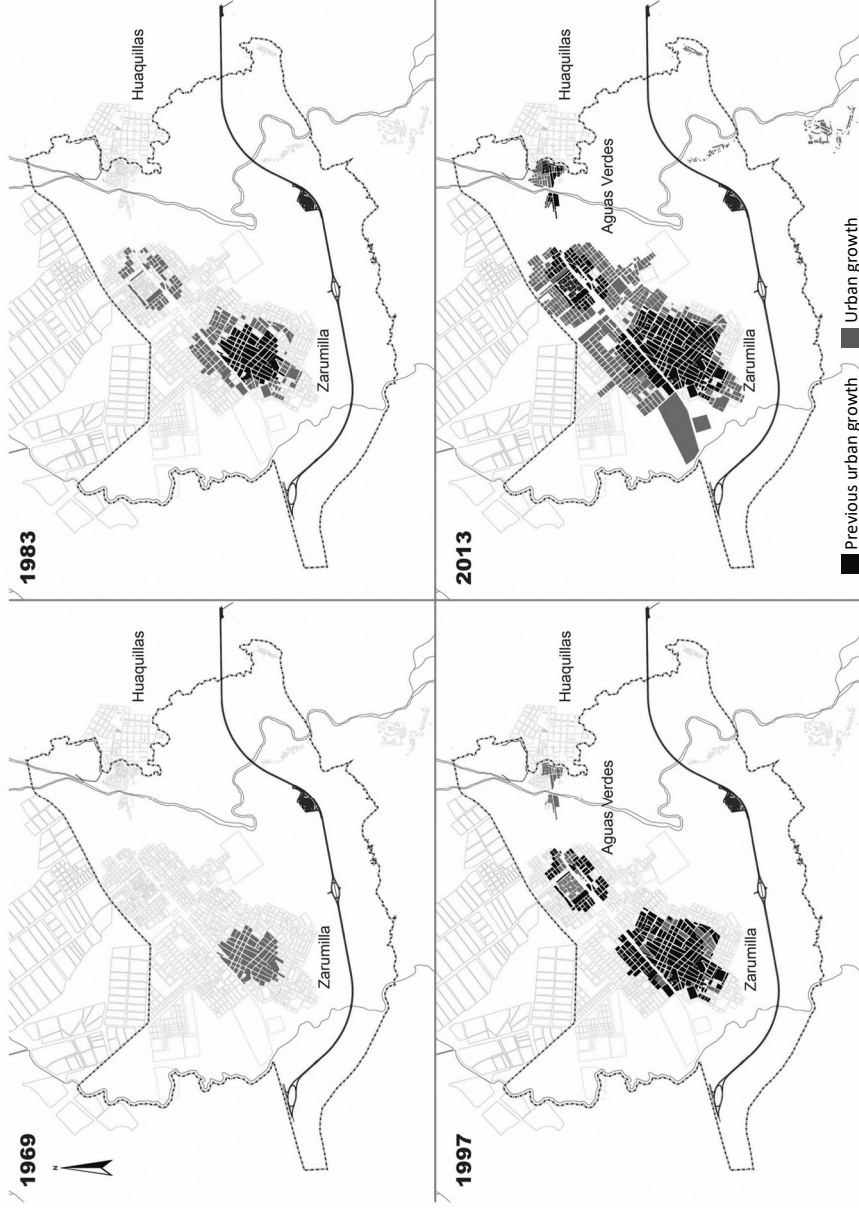 1969
N
Huaquillas
Zarumilla
1983
Huaquillas
Zarumilla
1997
Huaquillas
Aguas Verdes
Zarumilla
2013
Huaquillas
Aguas Verdes
Zarumilla
Previous urban growth
Urban growth